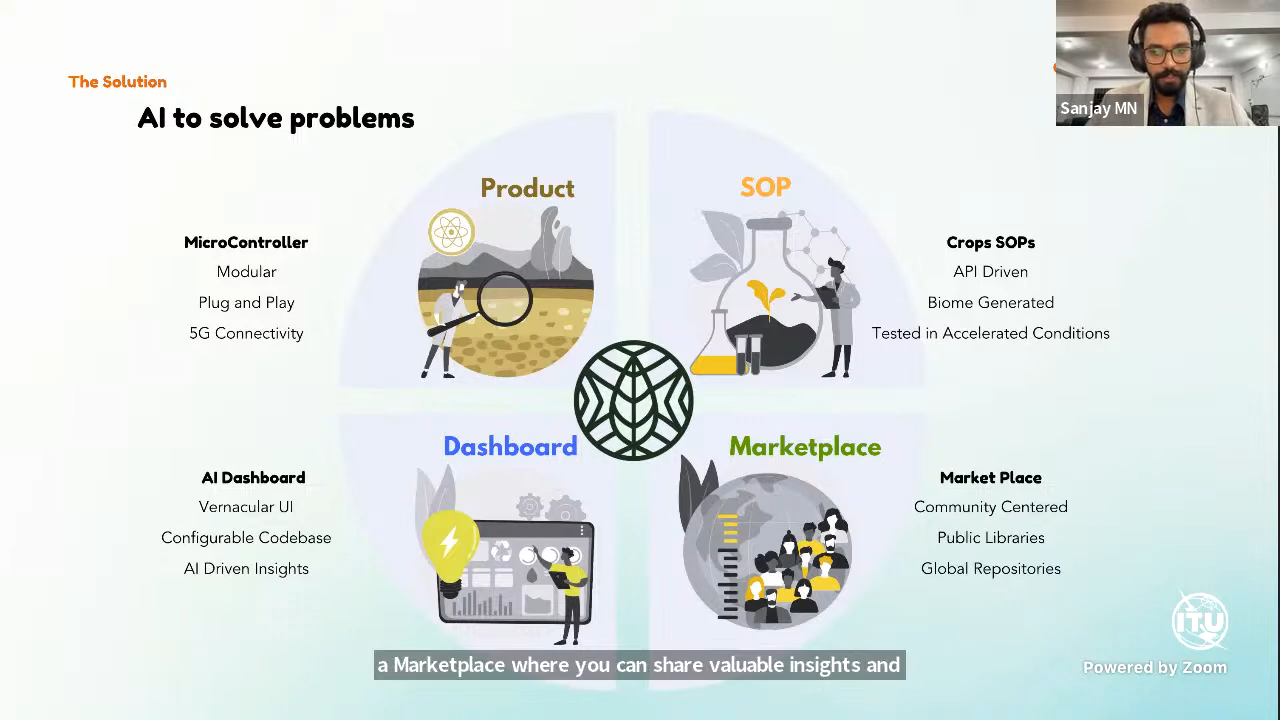 The Solution
AI to solve problems
Sanjay MN
Product
SOP
MicroController
Modular
Plug and Play
5G Connectivity
Crops SOPs
API Driven
Biome Generated
Tested in Accelerated Conditions
Dashboard
Marketplace
AI Dashboard
Vernacular UI
Configurable Codebase
AI Driven Insights
Market Place
Community Centered
Public Libraries
Global Repositories
ITU
a Marketplace where you can share valuable insights and
Powered by Zoom